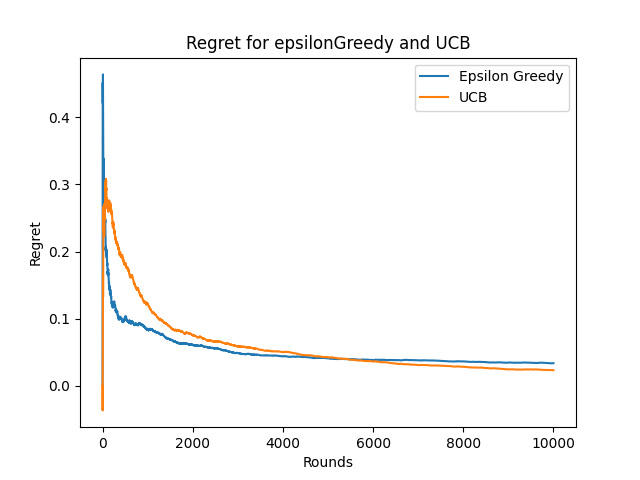 Regret for epsilonGreedy and UCB
Epsilon Greedy
UCB
Regret
0.4
0.3
0.2
0.1
0.0
0 2000 4000 6000 8000 10000
Rounds